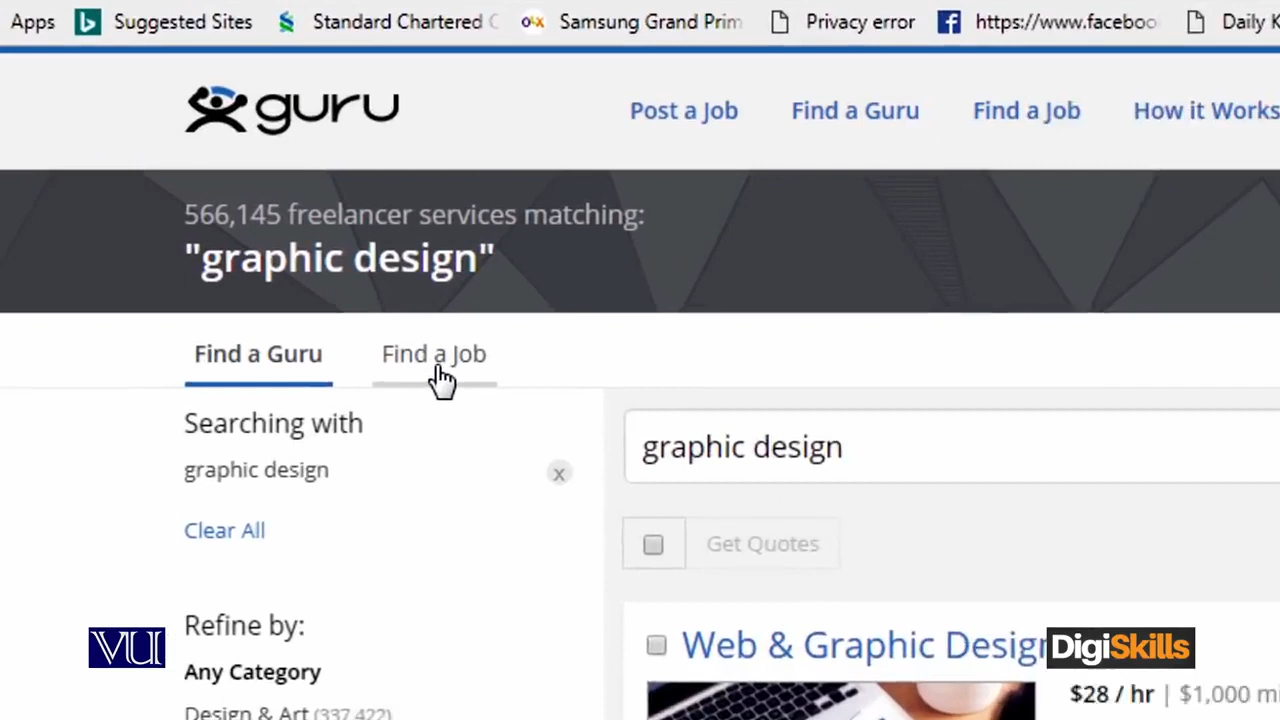 Apps Suggested Sites Standard Chartered Samsung Grand Prim Privacy error https://www.faceboo Daily
guru
Post a Job Find a Guru Find a Job How it Works
566,145 freelancer services matching:
"graphic design"
Find a Guru Find a Job
Searching with
graphic design x
Clear All
graphic design
Get Quotes
Refine by:
Any Category
Design & Art (337,422)
Web & Graphic Design
$28 / hr | $1,000 mi
VU
DigiSkills